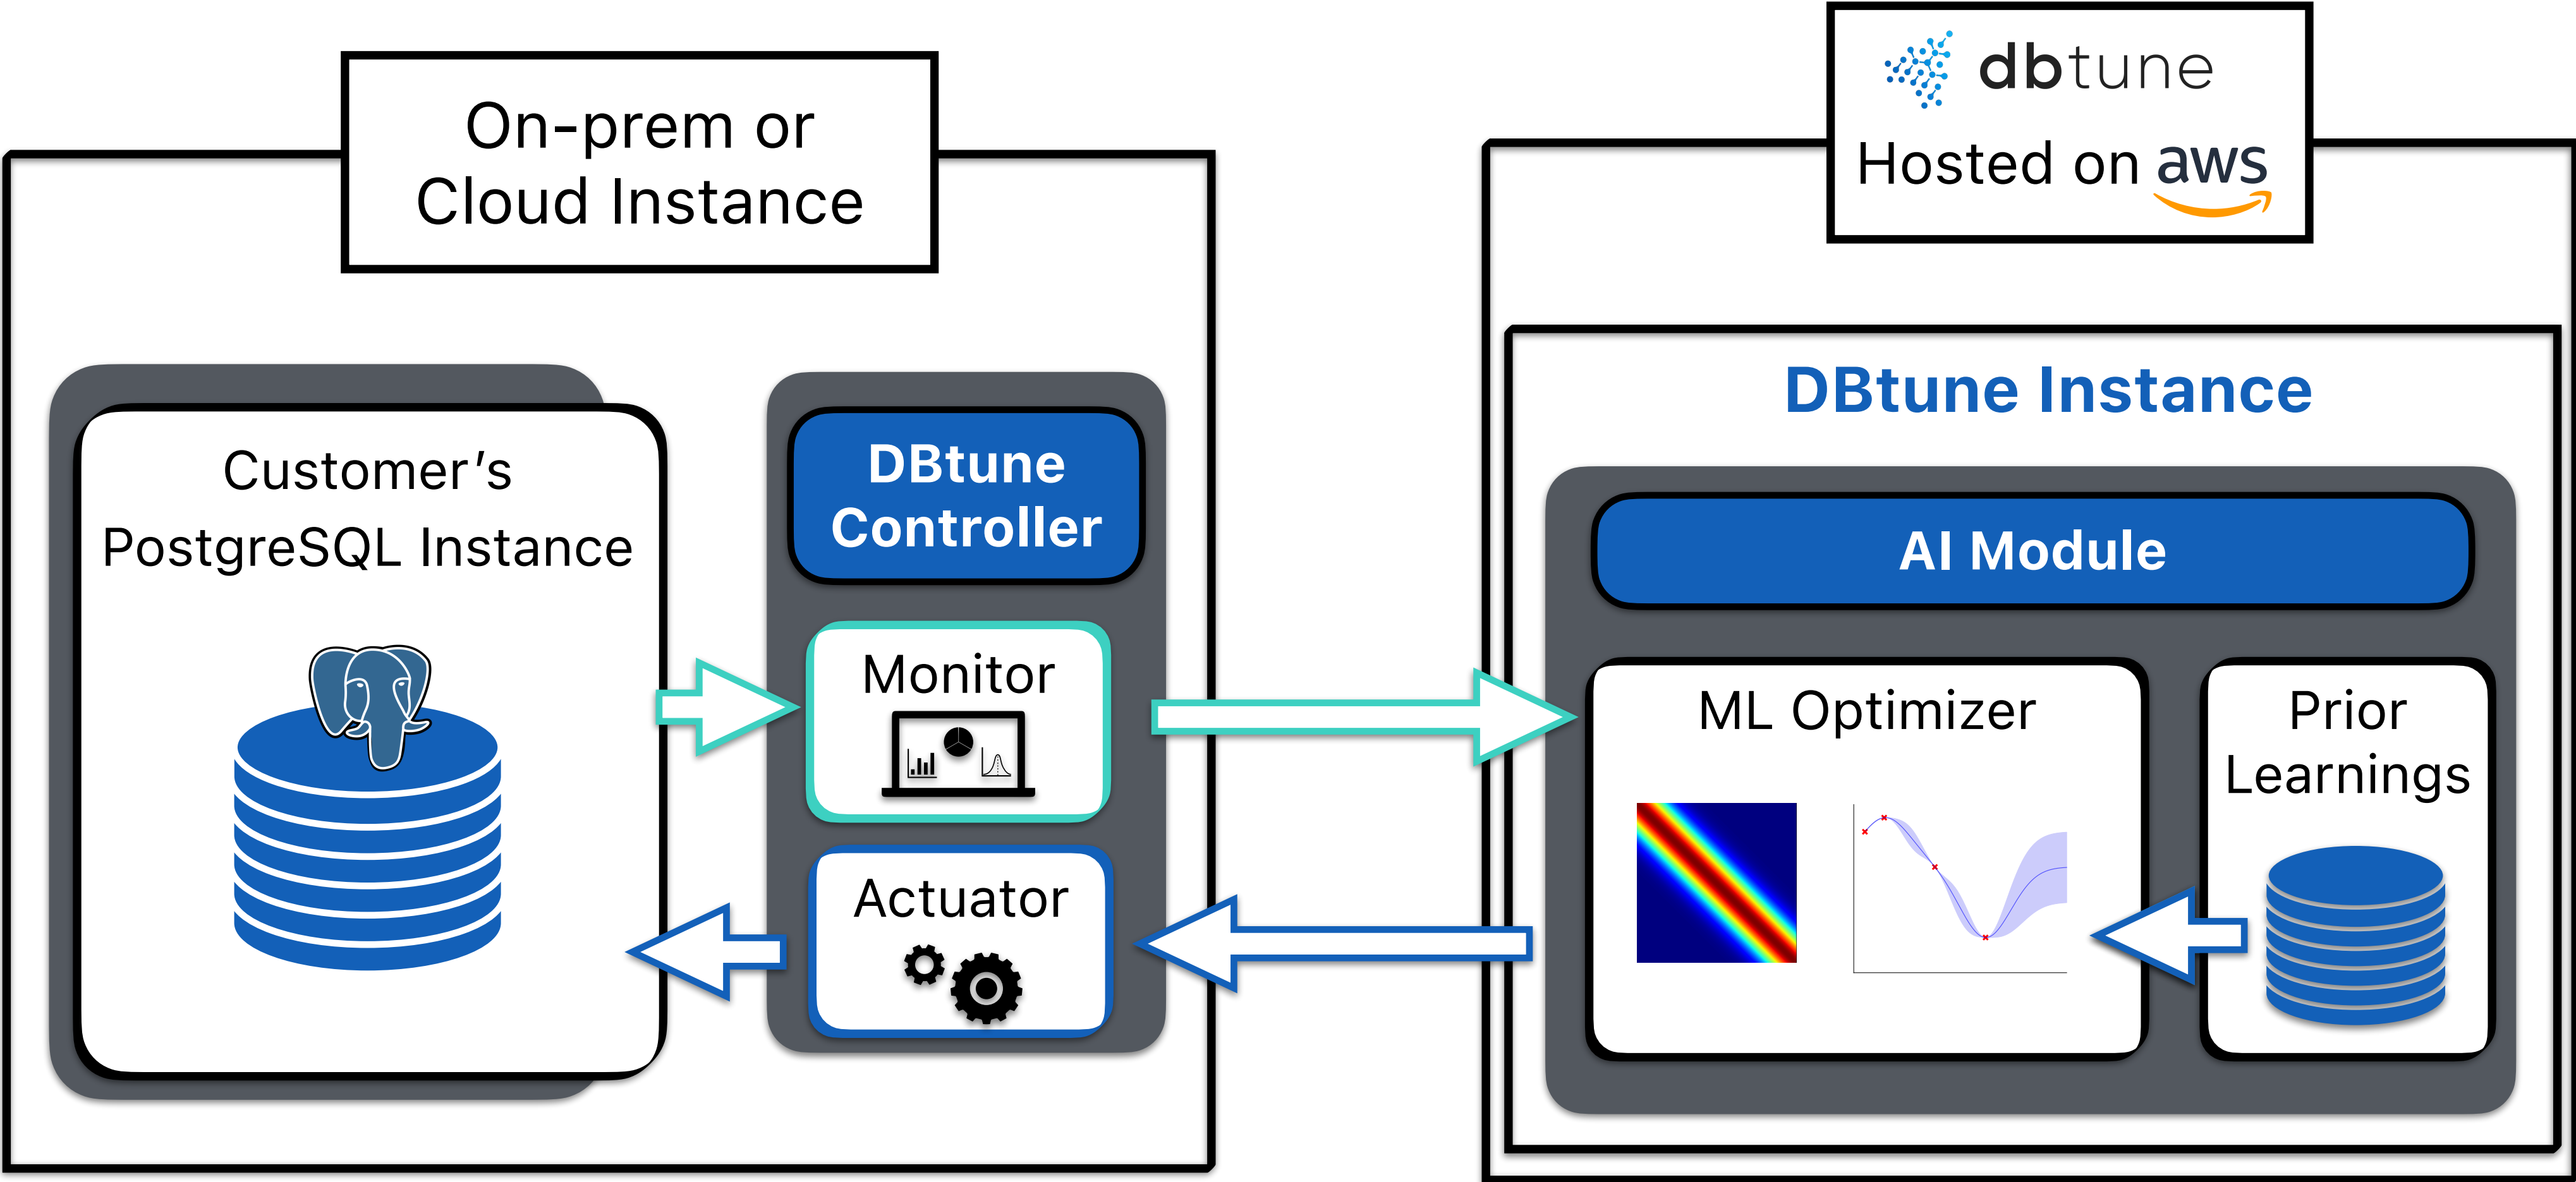 On-prem or
Cloud Instance
Customer’s
PostgreSQL Instance
DBtune
Controller
Monitor
Actuator
dbtune
Hosted on aws
DBtune Instance
AI Module
ML Optimizer
Prior
Learnings